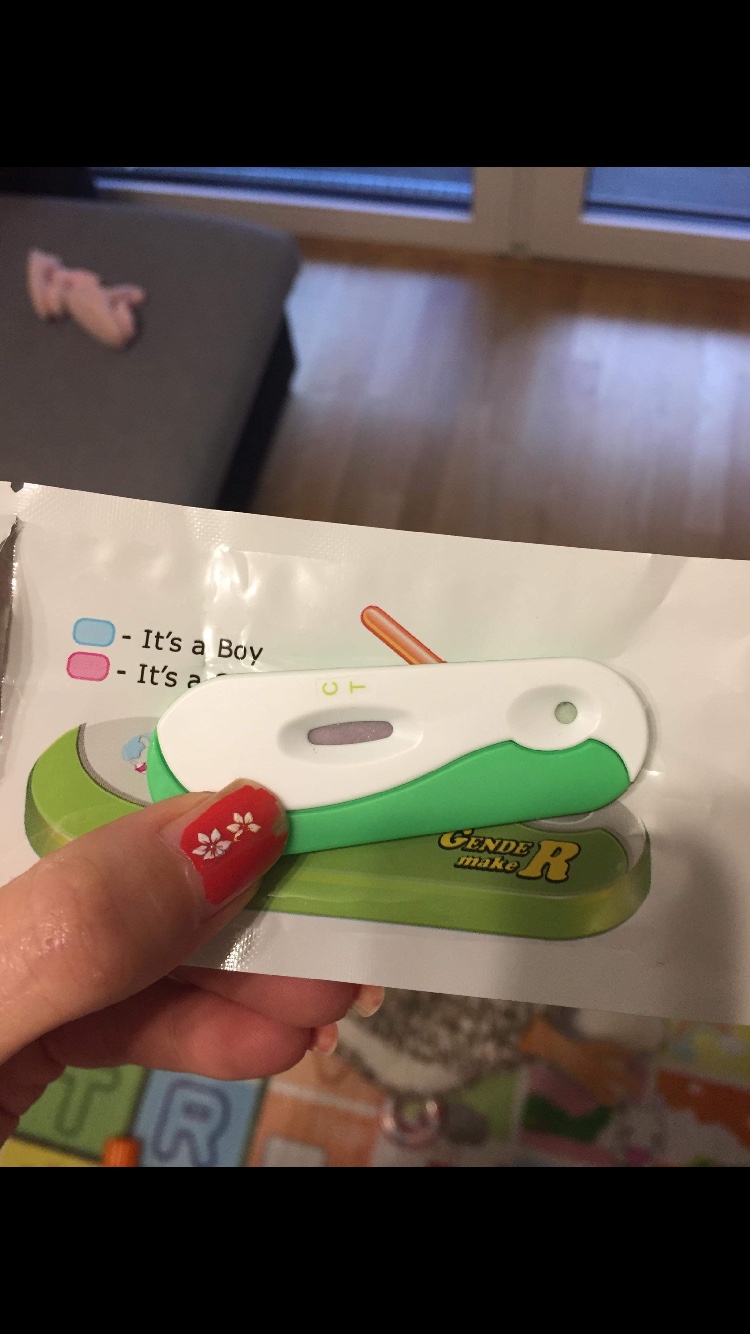 - It's a Boy
- It's a
C
T
GENDE
make R
T R